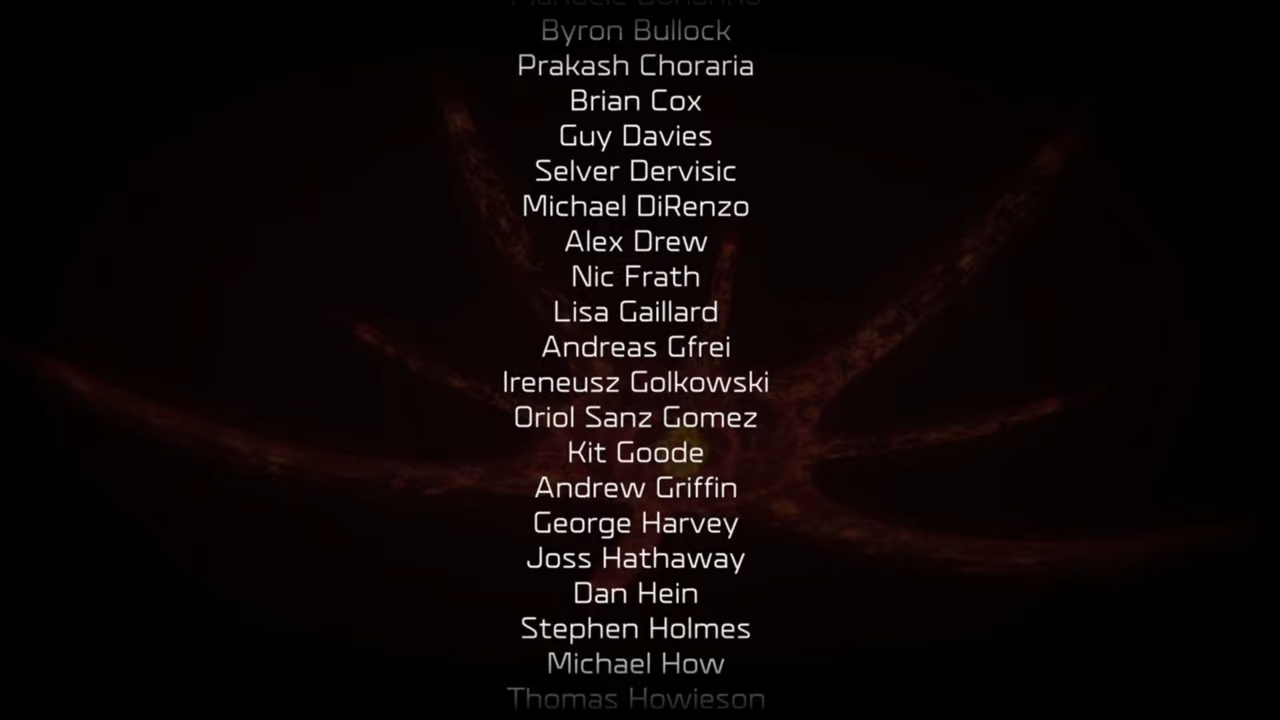 Byron Bullock
Prakash Choraria
Brian Cox
Guy Davies
Selver Dervisic
Michael DiRenzo
Alex Drew
Nic Frath
Lisa Gaillard
Andreas Gfrei
Ireneusz Golkowski
Oriol Sanz Gomez
Kit Goode
Andrew Griffin
George Harvey
Joss Hathaway
Dan Hein
Stephen Holmes
Michael How
Thomas Howieson